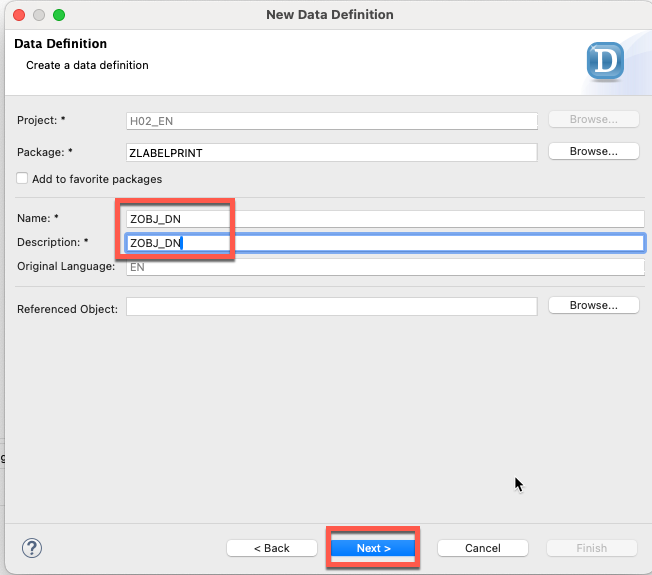 New Data Definition
Data Definition
Create a data definition
D
Project: * H02_EN Browse...
Package: * ZLABELPRINT Browse...
Add to favorite packages
Name: * ZOBJ_DN
Description: * ZOBJ_DN
Original Language: EN
Referenced Object: Browse...
g
? < Back Next > Cancel Finish